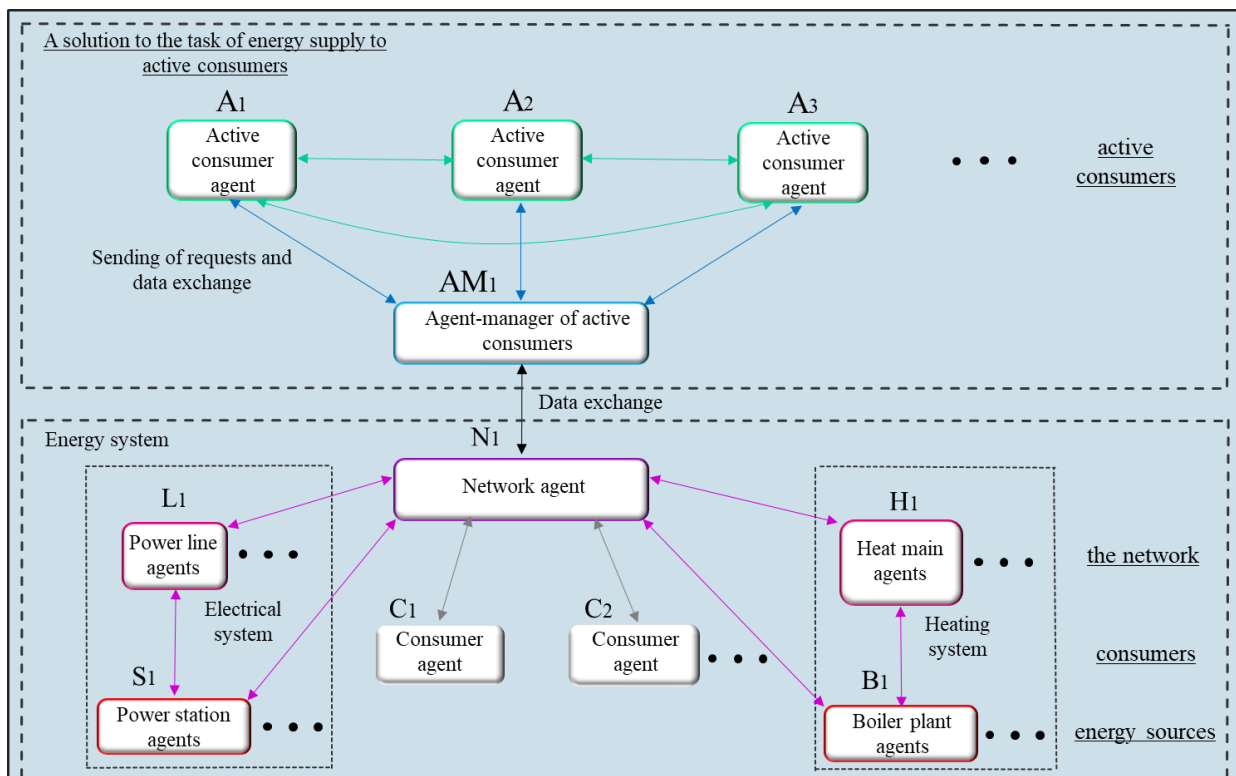 A solution to the task of energy supply to
active consumers
A1
A2
A3
Active
consumer
agent
Active
consumer
agent
Active
consumer
agent
• • •
active
consumers
Sending of requests and
data exchange
AM1
Agent-manager of active
consumers
Data exchange
Energy system
N1
Network agent
L1
Power line
agents
• • •
H1
Heat main
agents
• • •
the network
Electrical
system
C1
Consumer
agent
C2
Consumer
agent
• • •
Heating
system
consumers
S1
Power station
agents
• • •
B1
Boiler plant
agents
• • •
energy sources